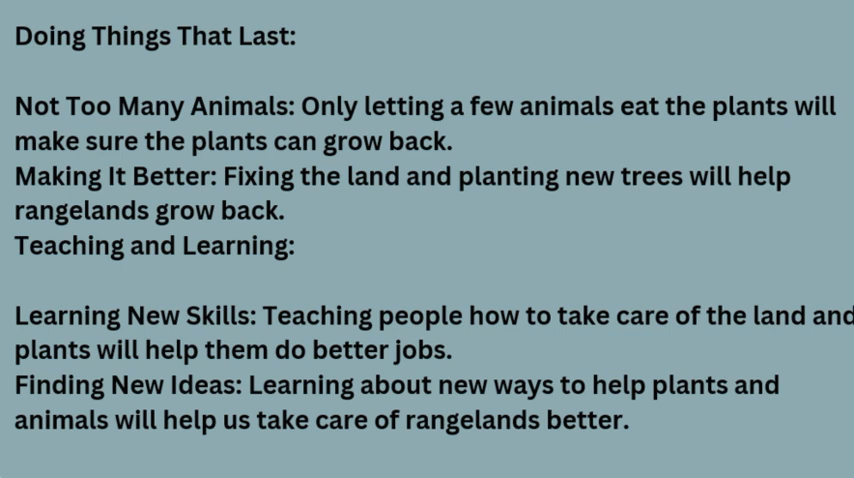 Doing Things That Last:
Not Too Many Animals: Only letting a few animals eat the plants will
make sure the plants can grow back.
Making It Better: Fixing the land and planting new trees will help
rangelands grow back.
Teaching and Learning:
Learning New Skills: Teaching people how to take care of the land and
plants will help them do better jobs.
Finding New Ideas: Learning about new ways to help plants and
animals will help us take care of rangelands better.